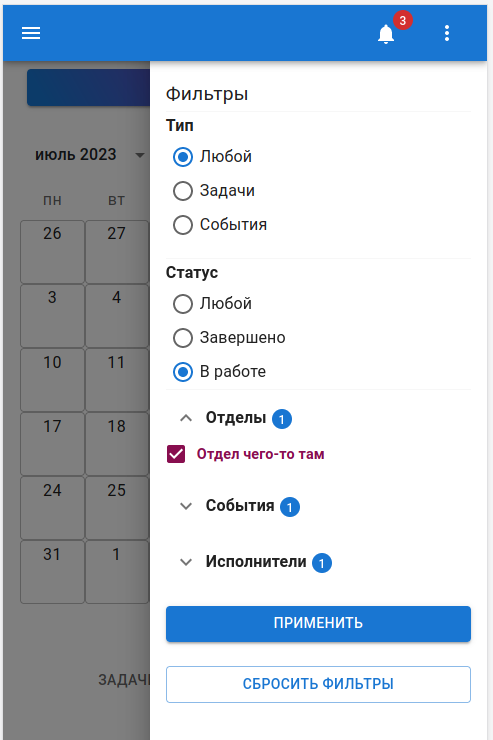 3
Фильтры
Тип
Любой
Задачи
События
Статус
Любой
Завершено
В работе
Отделы 1
Отдел чего-то там
События 1
Исполнители 1
ПРИМЕНИТЬ
СБРОСИТЬ ФИЛЬТРЫ
июль 2023
ПН ВТ
26 27
3 4
10 11
17 18
24 25
31 1
ЗАДАЧ